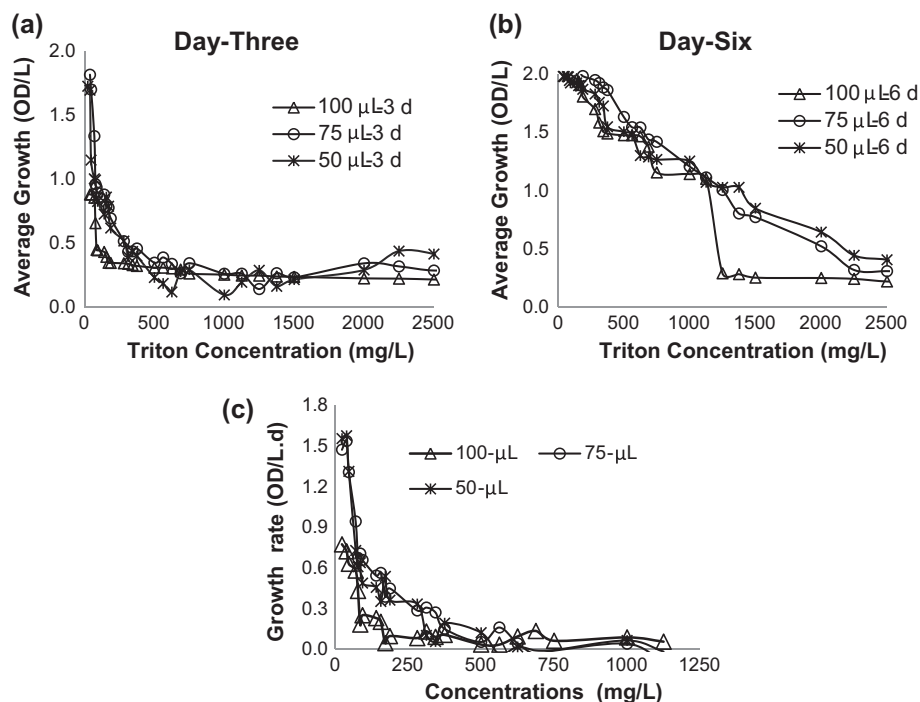 (a)
Day-Three
2.0
1.5
1.0
0.5
0.0
Average Growth (OD/L)
100 µL-3 d
75 µL-3 d
50 µL-3 d
0 500 1000 1500 2000 2500
Triton Concentration (mg/L)
(b)
Day-Six
2.0
1.5
1.0
0.5
0.0
Average Growth (OD/L)
100 µL-6 d
75 µL-6 d
50 µL-6 d
0 500 1000 1500 2000 2500
Triton Concentration (mg/L)
(c)
1.8
1.5
1.2
0.9
0.6
0.3
0.0
Growth rate (OD/L.d)
100-µL 75-µL
50-µL
0 250 500 750 1000 1250
Concentrations (mg/L)